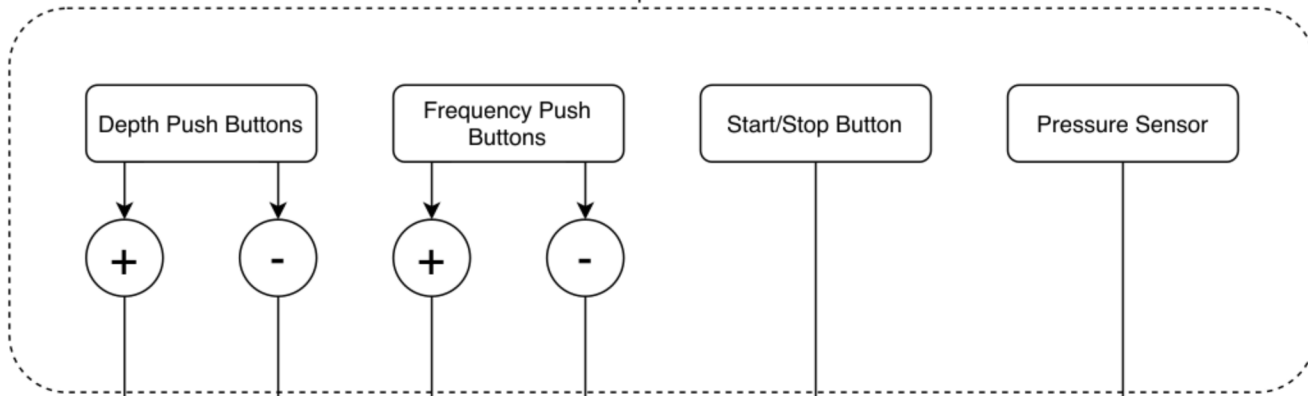 Depth Push Buttons
Frequency Push
Buttons
Start/Stop Button
Pressure Sensor
+
-
+
-